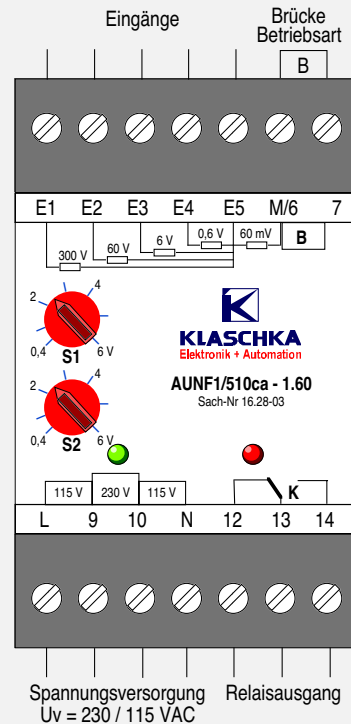 Eingänge
Brücke
Betriebsart
B
E1 E2 E3 E4 E5 M/6 7
0,6 V 60 mV B
6 V
60 V
300 V
2 4
0,4 S1 6 V
2 4
0,4 S2 6 V
K
KLASCHKA
Elektronik + Automation
AUNF1/510ca - 1.60
Sach-Nr 16.28-03
115 V 230 V 115 V K
L 9 10 N 12 13 14
Spannungsversorgung
Uv = 230 / 115 VAC
Relaisausgang